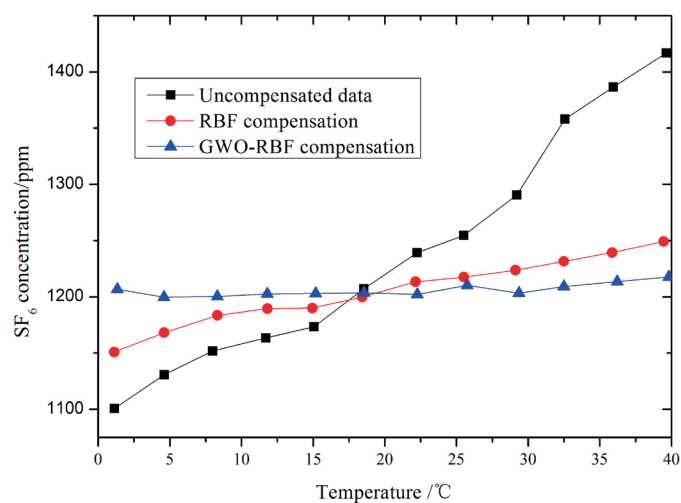 1400
1300
1200
1100
SF6 concentration/ppm
Uncompensated data
RBF compensation
GWO-RBF compensation
0 5 10 15 20 25 30 35 40
Temperature /℃